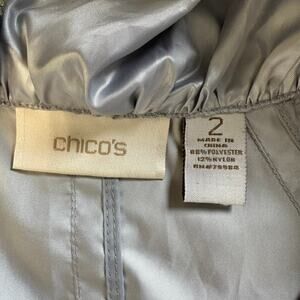 chico's
2
MADE IN
CHINA
88% POLYESTER
12% NYLON